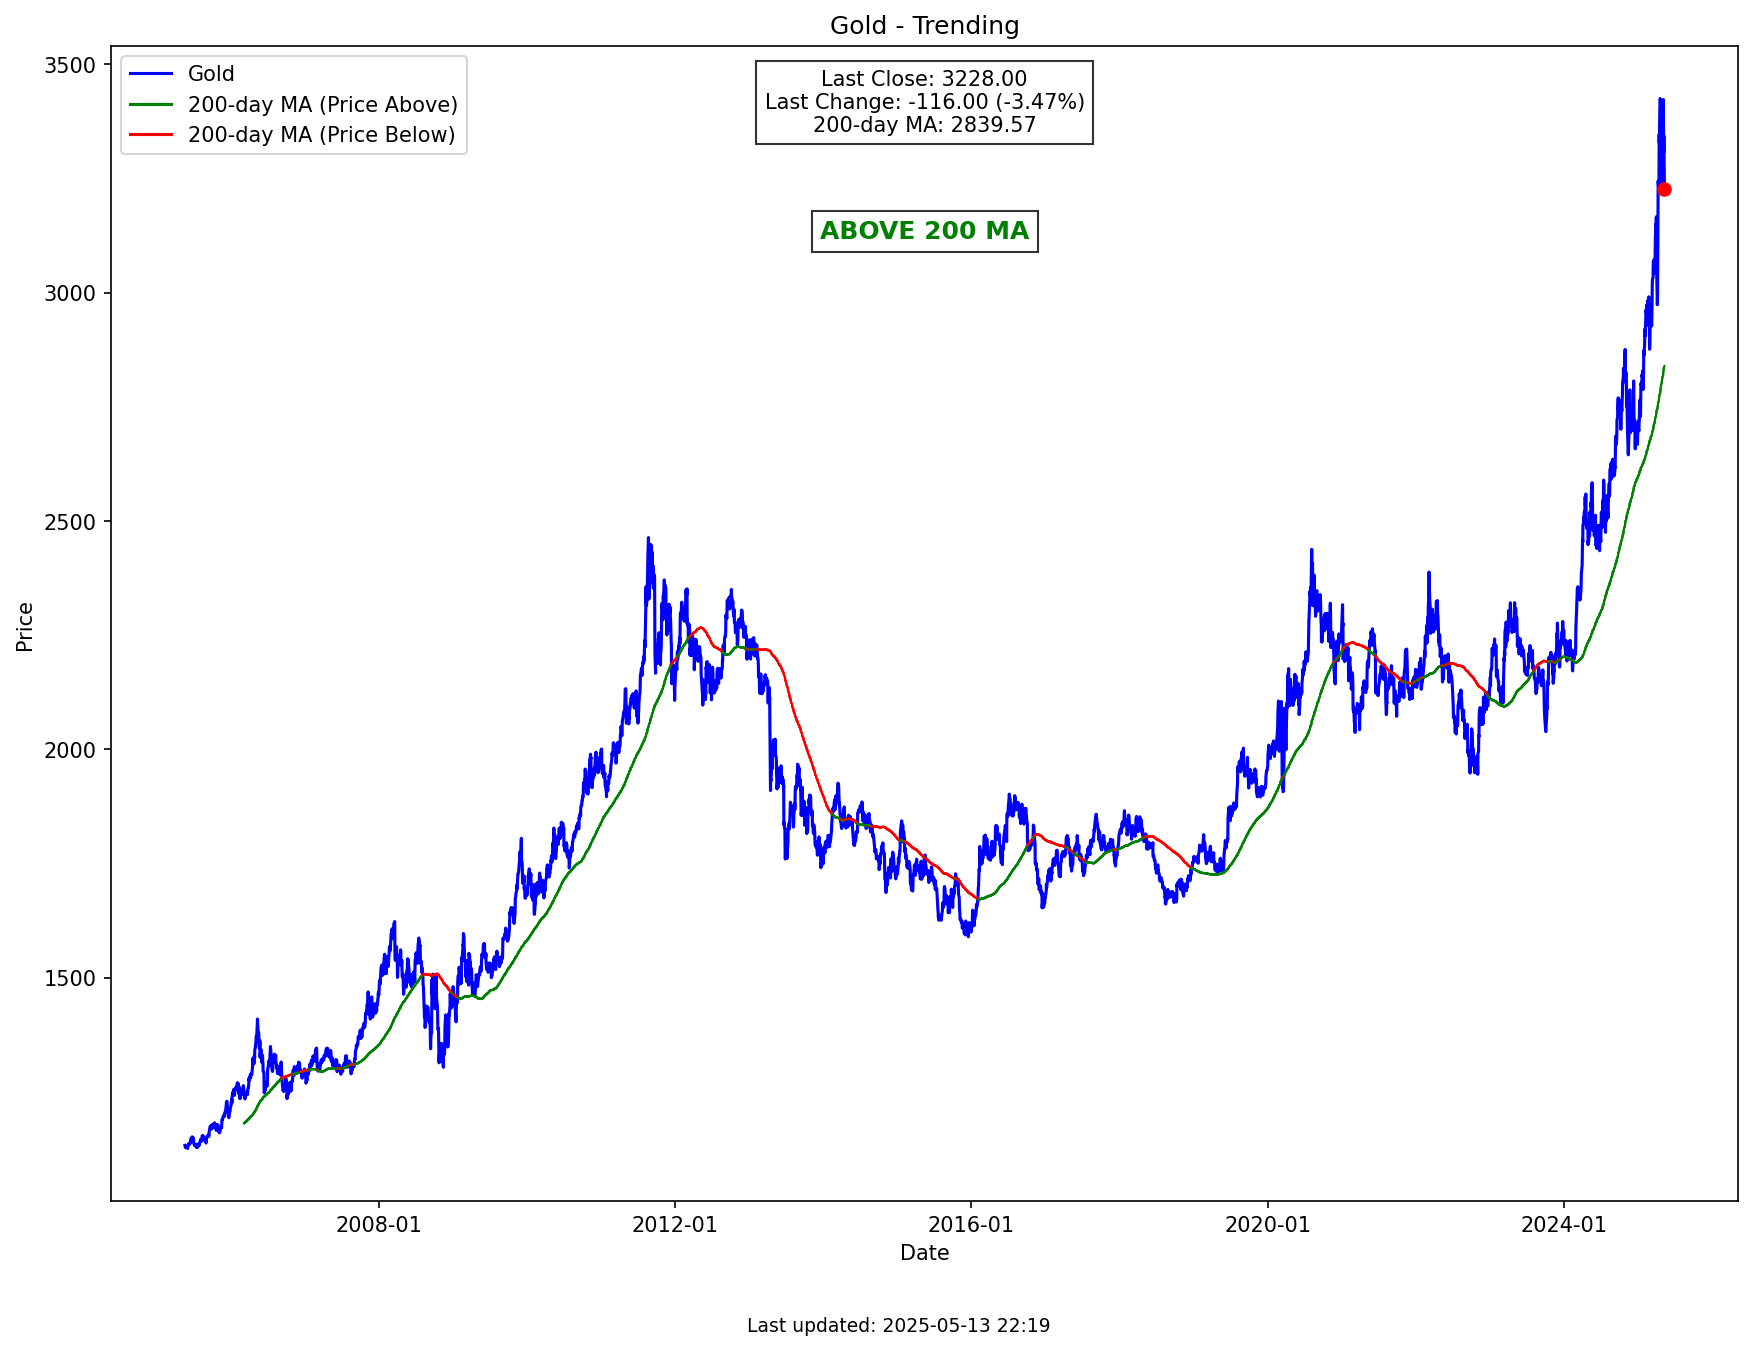 Gold - Trending
Gold
200-day MA (Price Above)
200-day MA (Price Below)
Last Close: 3228.00
Last Change: -116.00 (-3.47%)
200-day MA: 2839.57
ABOVE 200 MA
3500
3000
2500
2000
1500
Price
2008-01
2012-01
2016-01
2020-01
2024-01
Date
Last updated: 2025-05-13 22:19